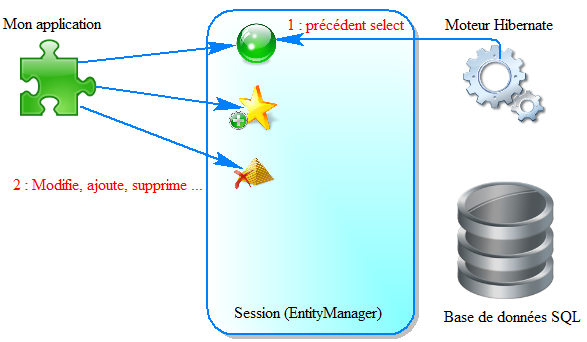 Mon application
1 : précédent select
Moteur Hibernate
2 : Modifie, ajoute, supprime ...
Session (EntityManager)
Base de données SQL